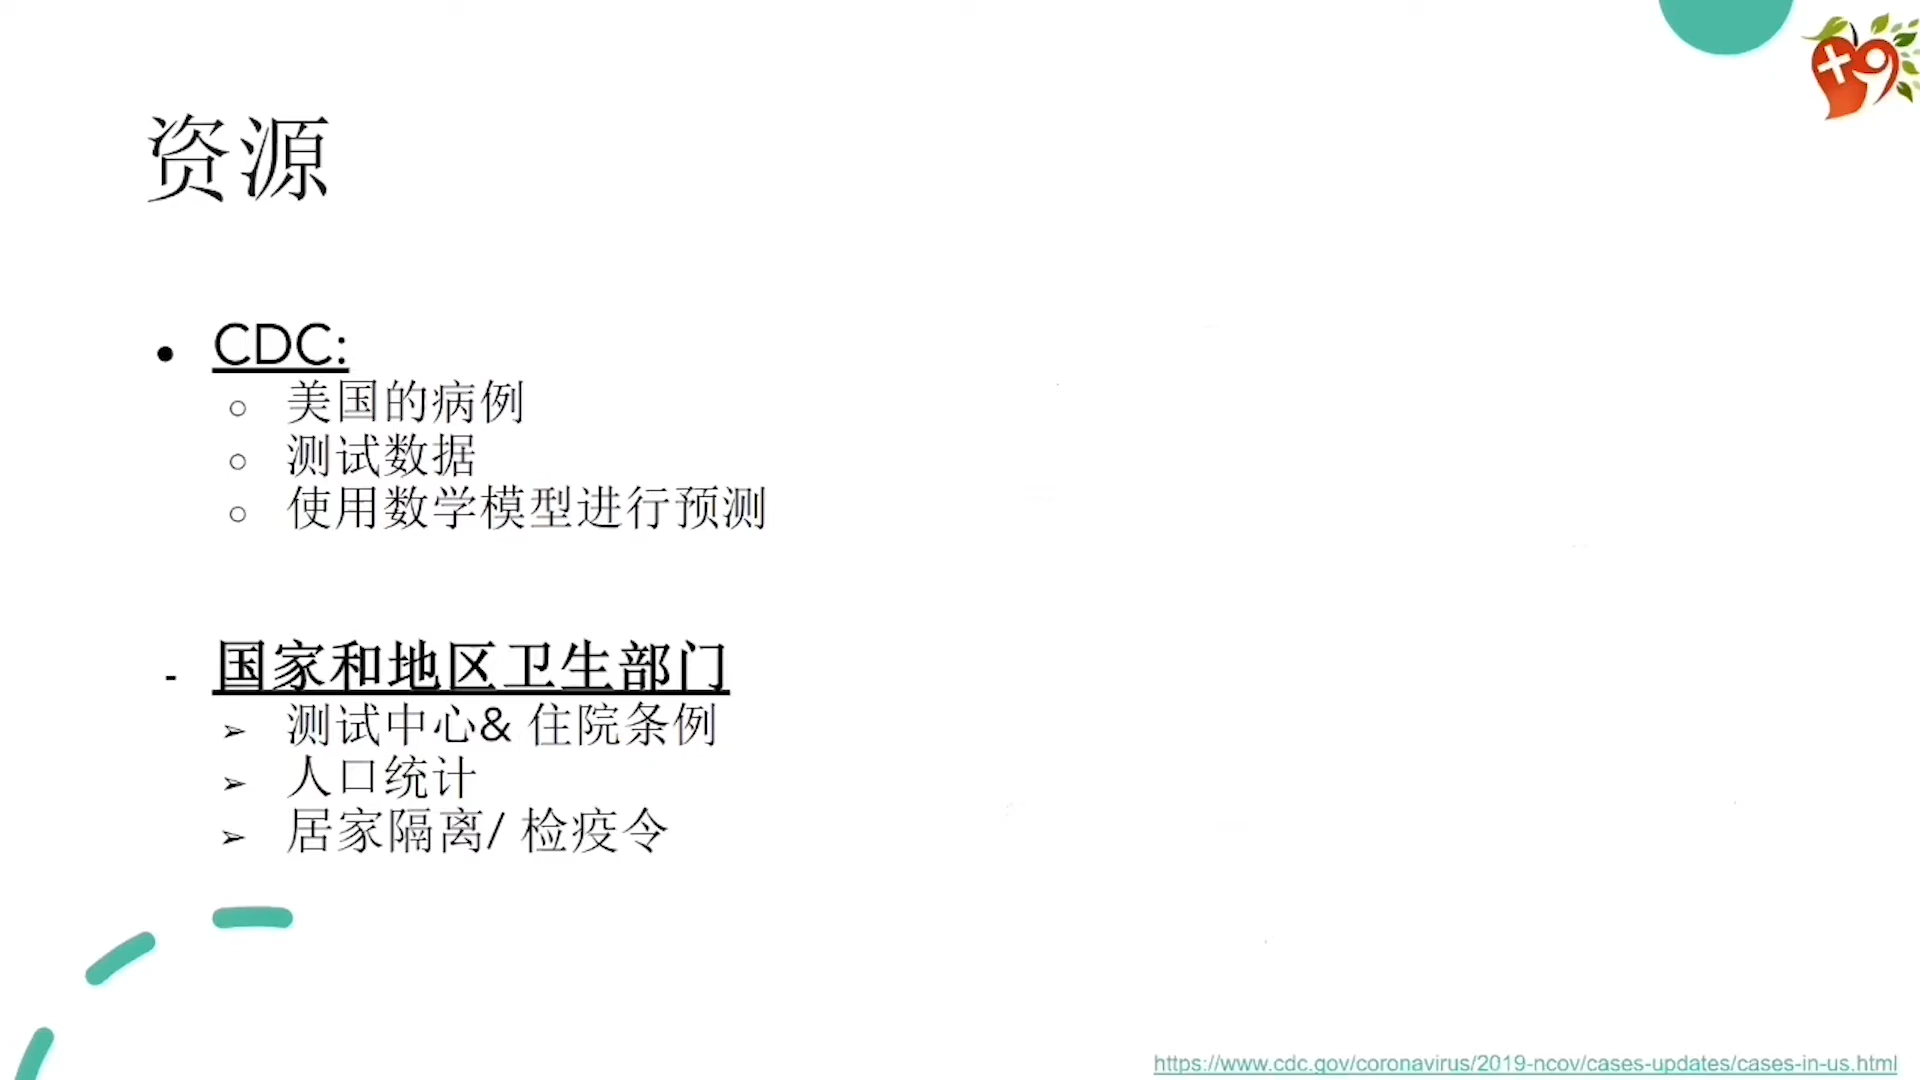 资源
CDC:
美国的病例
测试数据
使用数学模型进行预测
国家和地区卫生部门
测试中心& 住院条例
人口统计
居家隔离/ 检疫令
https://www.cdc.gov/coronavirus/2019-ncov/cases-updates/cases-in-us.html